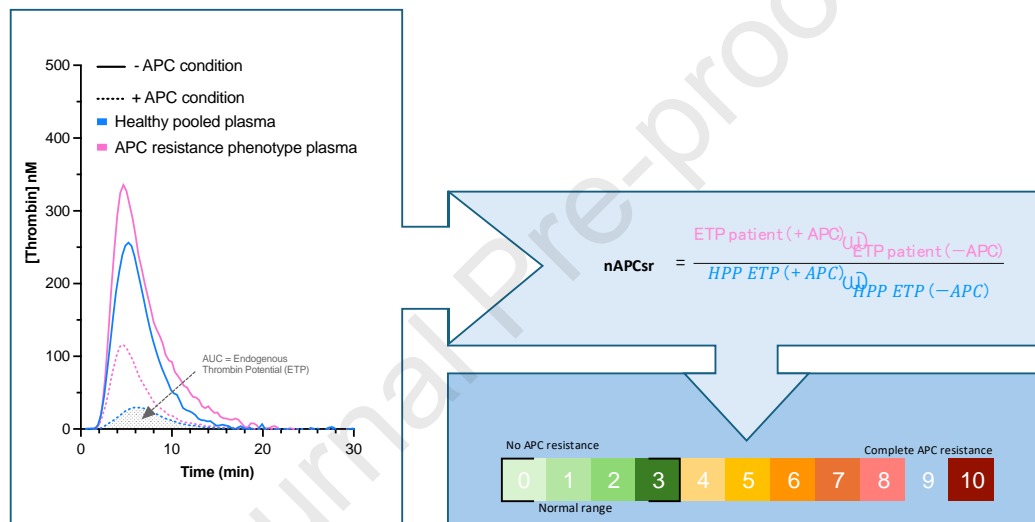 500
400
300
200
100
0
[Thrombin] nM
- APC condition
+ APC condition
Healthy pooled plasma
APC resistance phenotype plasma
AUC = Endogenous
Thrombin Potential (ETP)
0 10 20 30
Time (min)
nAPCsr =
ETP patient (+ APC)
ETP patient (−APC)
HPP ETP (+ APC)
HPP ETP (−APC)
No APC resistance
Complete APC resistance
0 1 2 3 4 5 6 7 8 9 10
Normal range
urnal Pre-proo